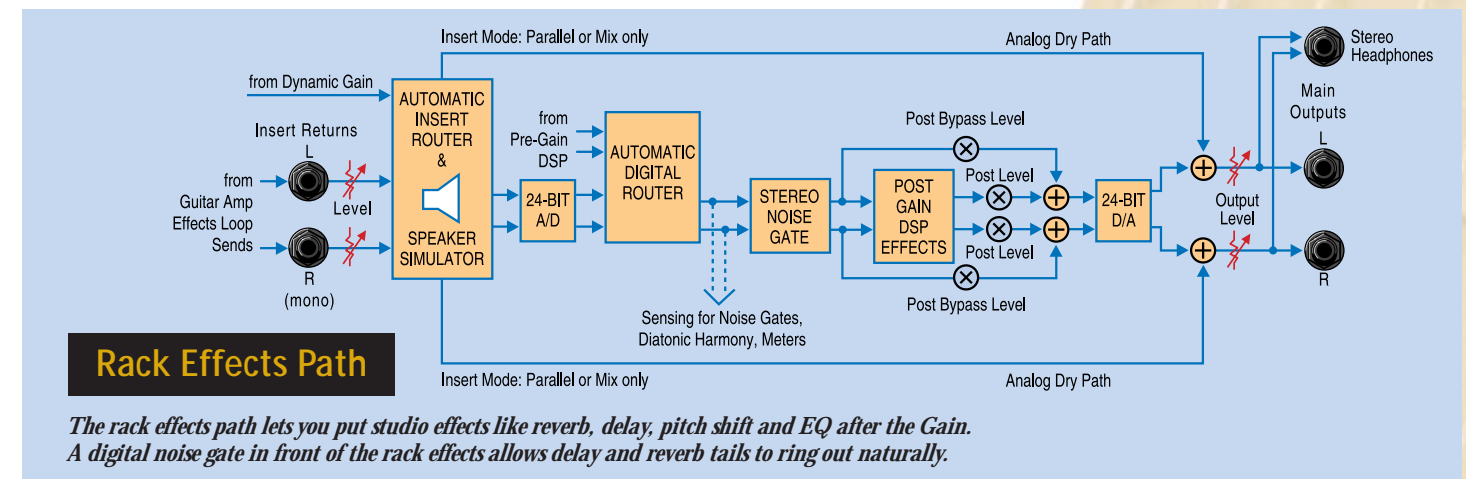 Insert Mode: Parallel or Mix only
Analog Dry Path
Stereo
Headphones
from Dynamic Gain
AUTOMATIC
INSERT
ROUTER
&
SPEAKER
SIMULATOR
Insert Returns
L
from
Guitar Amp
Effects Loop
Sends
Level
R
(mono)
24-BIT
A/D
from
Pre-Gain
DSP
AUTOMATIC
DIGITAL
ROUTER
STEREO
NOISE
GATE
Post Bypass Level
POST
GAIN
DSP
EFFECTS
Post Level
Post Level
Post Bypass Level
24-BIT
D/A
Main
Outputs
L
Output
Level
R
Sensing for Noise Gates,
Diatonic Harmony, Meters
Rack Effects Path
Insert Mode: Parallel or Mix only
Analog Dry Path
The rack effects path lets you put studio effects like reverb, delay, pitch shift and EQ after the Gain.
A digital noise gate in front of the rack effects allows delay and reverb tails to ring out naturally.